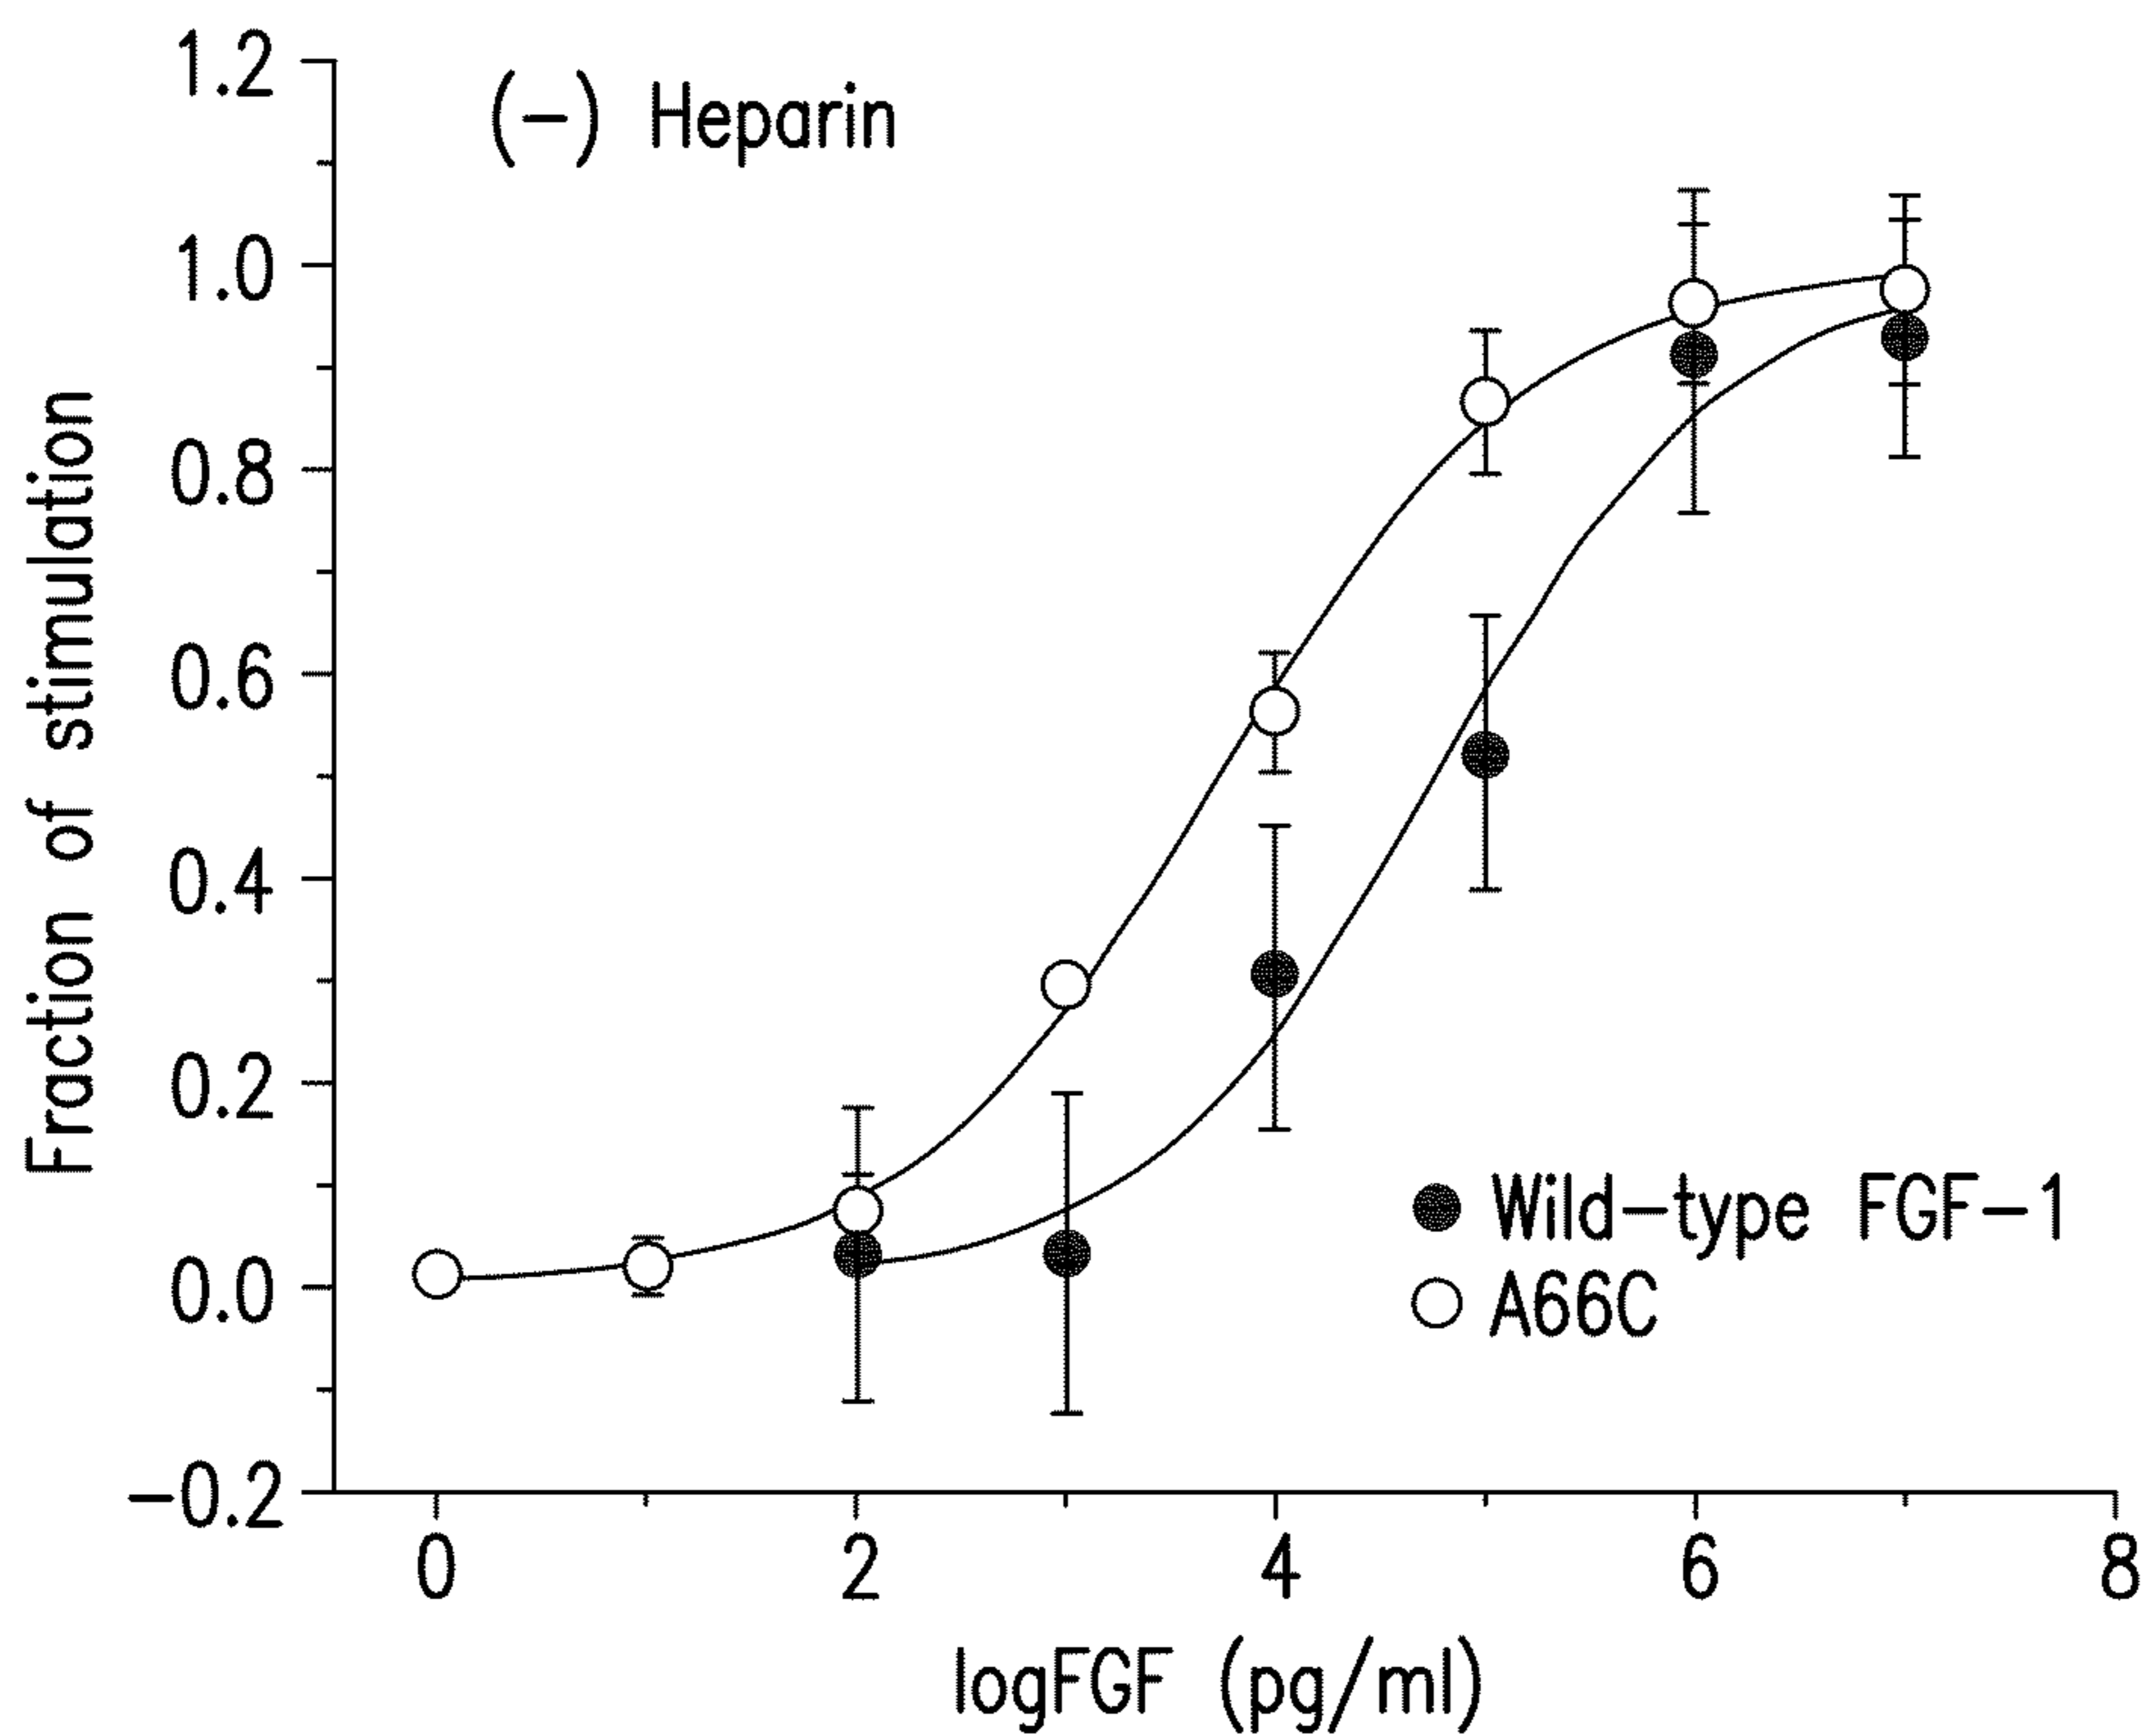 (−) Heparin
1.2
1.0
0.8
0.6
0.4
0.2
0.0
−0.2
Fraction of stimulation
Wild−type FGF−1
A66C
0 2 4 6 8
logFGF (pg/ml)